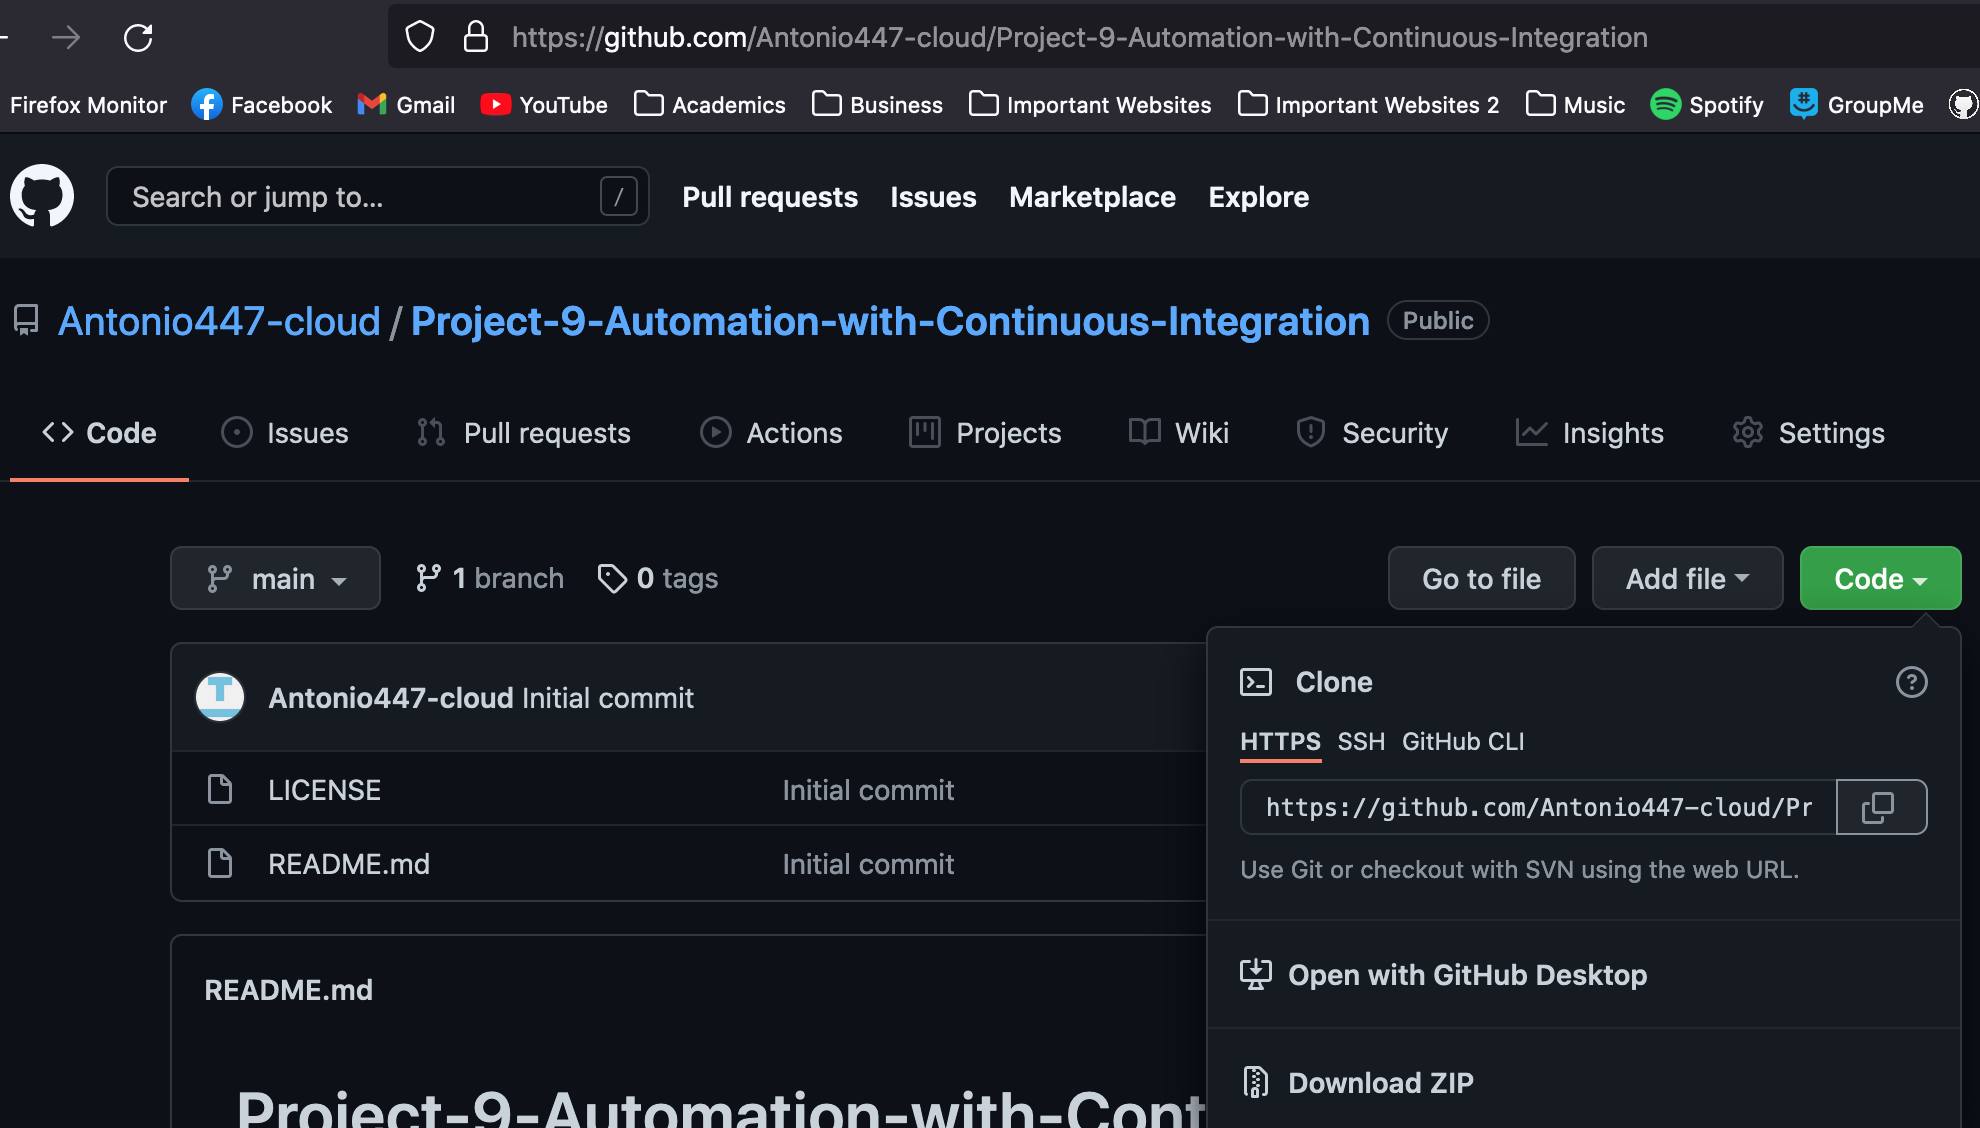 https://github.com/Antonio447-cloud/Project-9-Automation-with-Continuous-Integration
Firefox Monitor Facebook Gmail YouTube Academics Business Important Websites Important Websites 2 Music Spotify GroupMe
Search or jump to... / Pull requests Issues Marketplace Explore
Antonio447-cloud / Project-9-Automation-with-Continuous-Integration Public
Code Issues Pull requests Actions Projects Wiki Security Insights Settings
main 1 branch 0 tags Go to file Add file Code
Antonio447-cloud Initial commit
LICENSE Initial commit
README.md Initial commit
README.md
Project-9-Automation-with-Cont
Clone
HTTPS SSH GitHub CLI
https://github.com/Antonio447-cloud/Pr
Use Git or checkout with SVN using the web URL.
Open with GitHub Desktop
Download ZIP